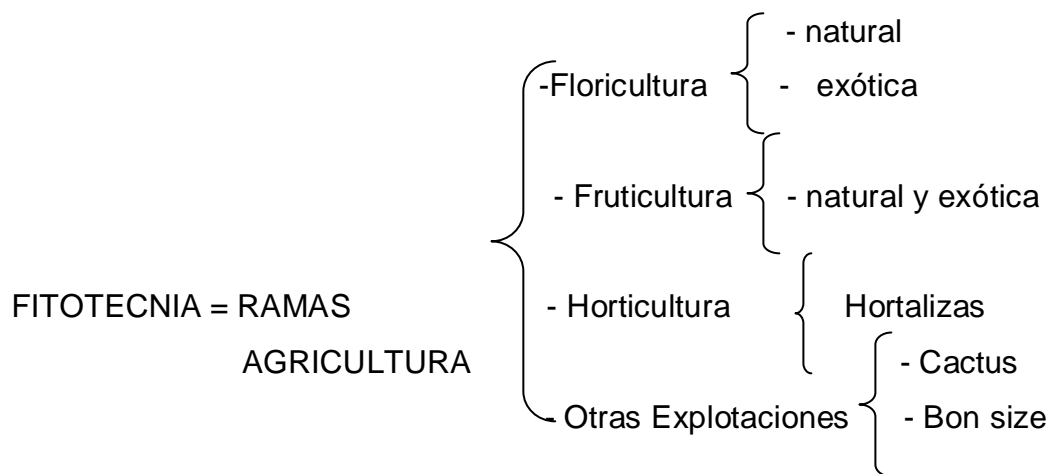 - natural
-Floricultura - exótica
- Fruticultura - natural y exótica
FITOTECNIA = RAMAS - Horticultura Hortalizas
AGRICULTURA - Cactus
- Otras Explotaciones - Bon size